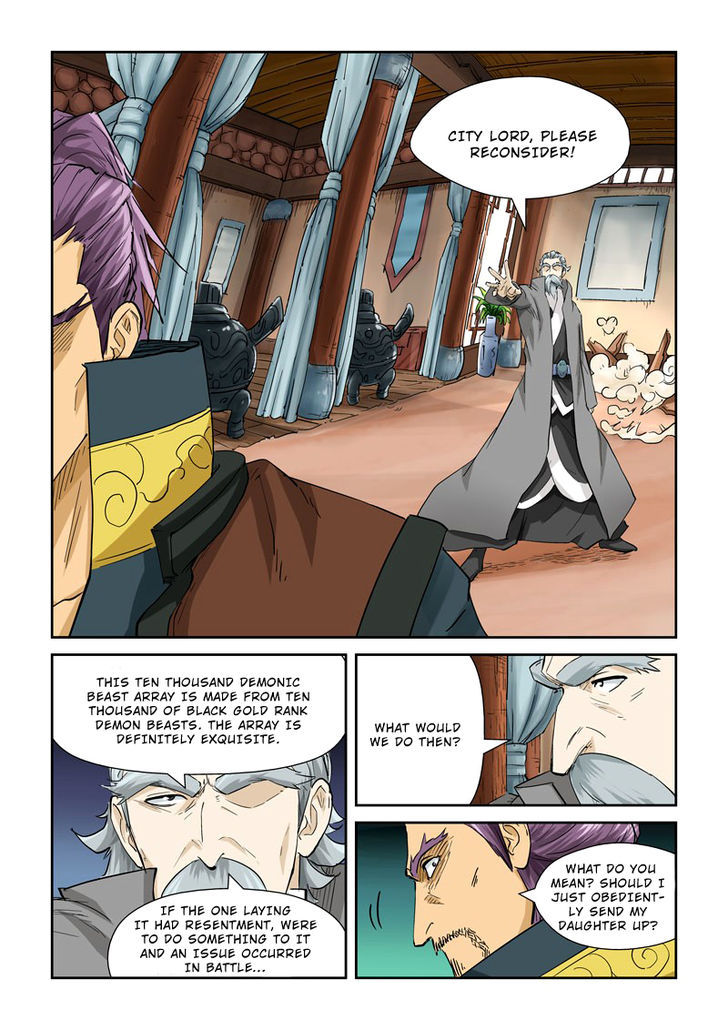 CITY LORD, PLEASE
RECONSIDER!
THIS TEN THOUSAND DEMONIC
BEAST ARRAY IS MADE FROM TEN
THOUSAND OF BLACK GOLD RANK
DEMON BEASTS. THE ARRAY IS
DEFINITELY EXQUISITE.
IF THE ONE LAYING
IT HAD RESENTMENT, WERE
TO DO SOMETHING TO IT
AND AN ISSUE OCCURRED
IN BATTLE...
WHAT WOULD
WE DO THEN?
WHAT DO YOU
MEAN? SHOULD I
JUST OBEDIENT-
LY SEND MY
DAUGHTER UP?